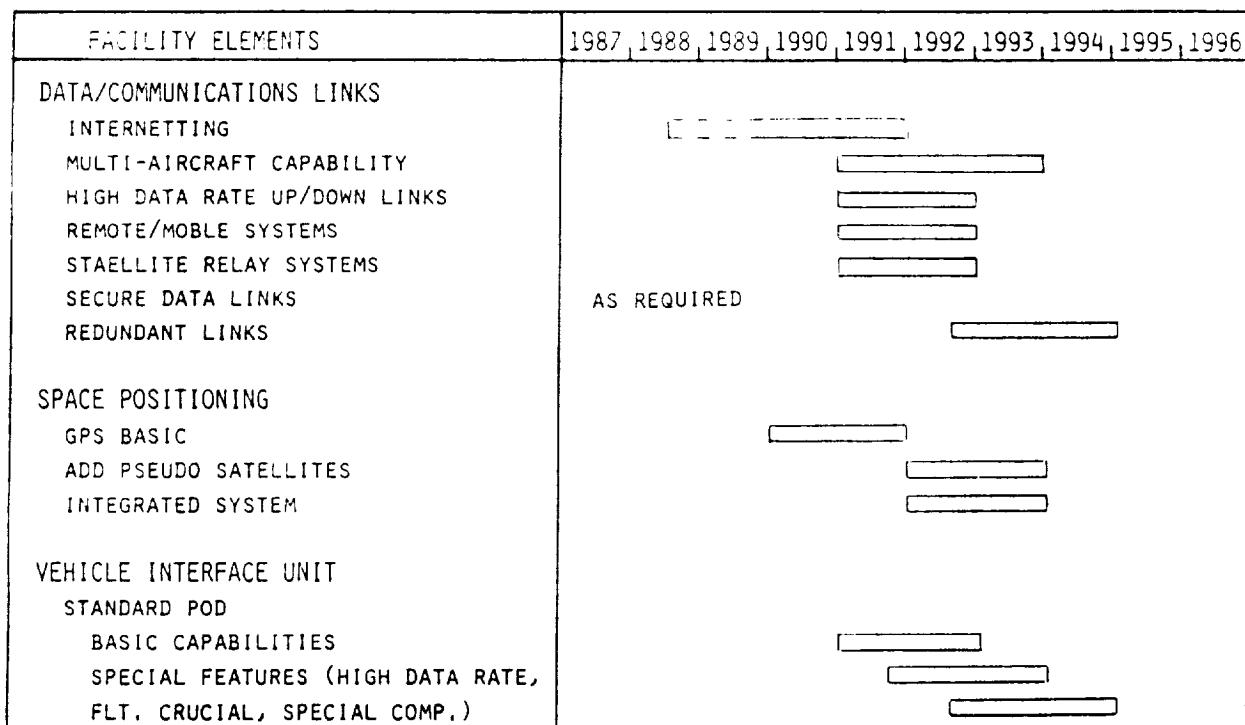 FACILITY ELEMENTS 1987 1988 1989 1990 1991 1992 1993 1994 1995 1996
DATA/COMMUNICATIONS LINKS
INTERNETTING
MULTI-AIRCRAFT CAPABILITY
HIGH DATA RATE UP/DOWN LINKS
REMOTE/MOBLE SYSTEMS
STAELLITE RELAY SYSTEMS
SECURE DATA LINKS AS REQUIRED
REDUNDANT LINKS
SPACE POSITIONING
GPS BASIC
ADD PSEUDO SATELLITES
INTEGRATED SYSTEM
VEHICLE INTERFACE UNIT
STANDARD POD
BASIC CAPABILITIES
SPECIAL FEATURES (HIGH DATA RATE,
FLT. CRUCIAL, SPECIAL COMP.)